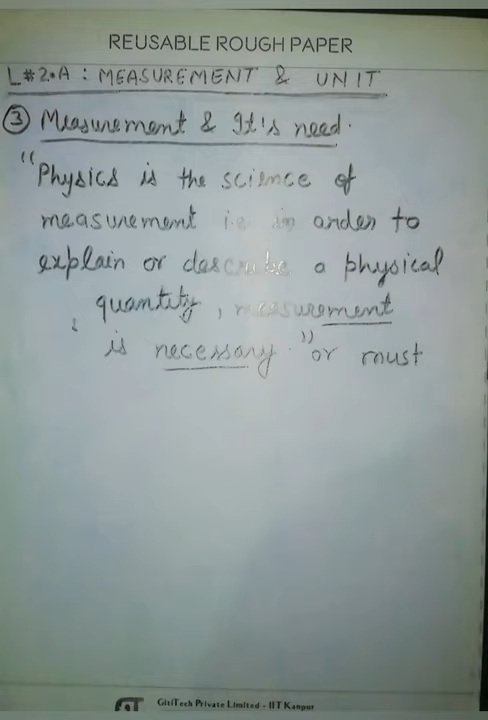 REUSABLE ROUGH PAPER
L#2.A : MEASUREMENT & UNIT
③ Measurement & It's need.
"Physics is the science of
measurement i.e in order to
explain or describe a physical
quantity, measurement
is necessary." or must
GitiTech Private Limited - IIT Kanpur